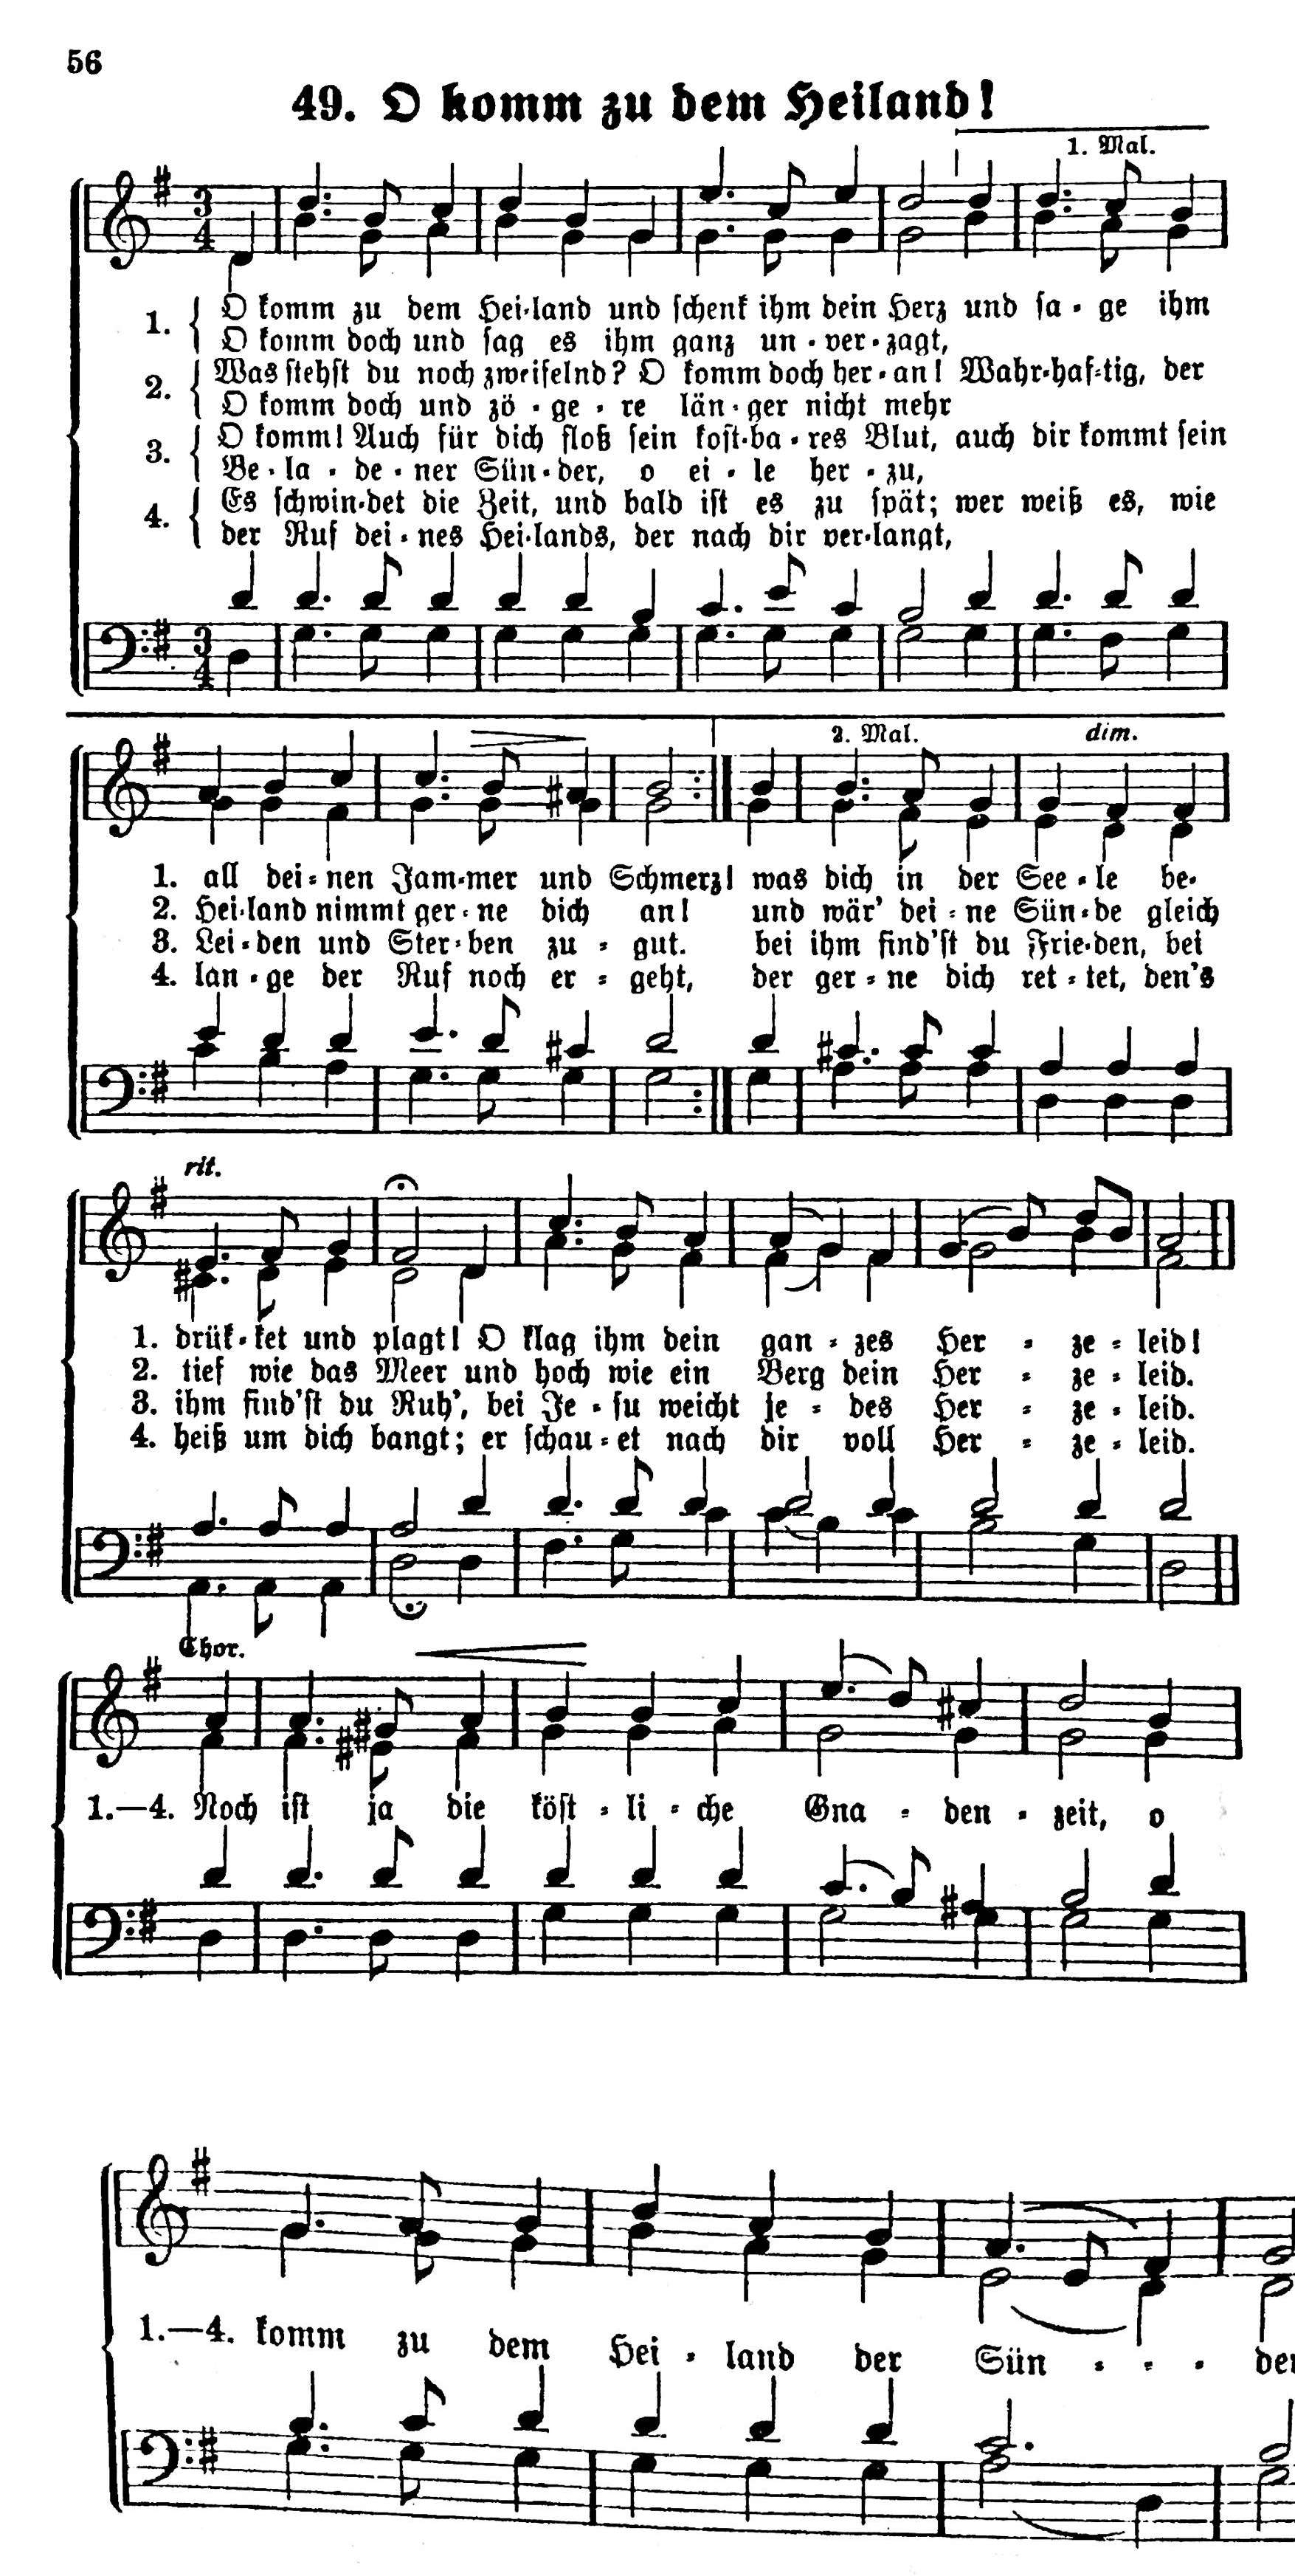 56
49. O komm zu dem Heiland!
1. Mal.
1. O komm zu dem Hei-land und schenk ihm dein Herz und sa - ge ihm
O komm doch und sag es ihm ganz un - ver - zagt,
2. Was stehst du noch zweifelnd? O komm doch her - an! Wahr-haf-tig, der
O komm doch und zö - ge - re län - ger nicht mehr
3. O komm! Auch für dich floß sein kost-ba - res Blut, auch dir kommt sein
Be - la - de - ner Sün - der, o ei - le her - zu,
4. Es schwin-det die Zeit, und bald ist es zu spät; wer weiß es, wie
der Ruf dei - nes Hei-lands, der nach dir ver-langt,
2. Mal. dim.
1. all dei - nen Jam-mer und Schmerz! was dich in der See - le be-
2. Hei-land nimmt ger - ne dich an! und wär' dei - ne Sün - de gleich
3. Lei - den und Ster - ben zu - gut. bei ihm find'st du Frie-den, bei
4. lan - ge der Ruf noch er - geht, der ger - ne dich ret - tet, den's
rit.
1. drük - ket und plagt! O klag ihm dein gan - zes Her - ze - leid!
2. tief wie das Meer und hoch wie ein Berg dein Her - ze - leid.
3. ihm find'st du Ruh', bei Je - su weicht je - des Her - ze - leid.
4. heiß um dich bangt; er schau - et nach dir voll Her - ze - leid.
Chor.
1.—4. Noch ist ja die köst - li - che Gna - den - zeit, o
1.—4. komm zu dem Hei - land der Sün - - - der